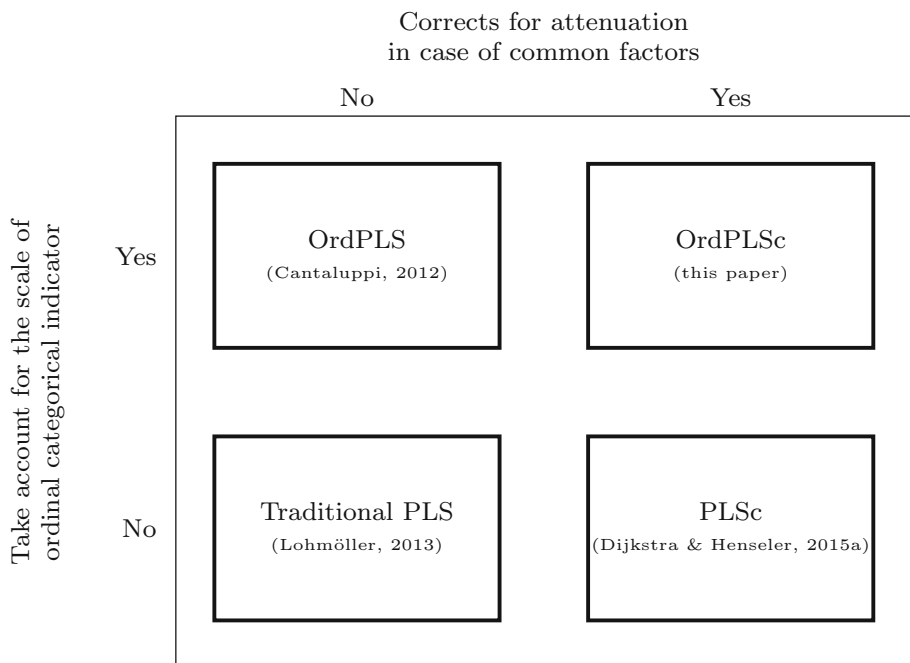 Corrects for attenuation
in case of common factors
No
Yes
Take account for the scale of
ordinal categorical indicator
Yes
OrdPLS
(Cantaluppi, 2012)
OrdPLSc
(this paper)
No
Traditional PLS
(Lohmöller, 2013)
PLSc
(Dijkstra & Henseler, 2015a)